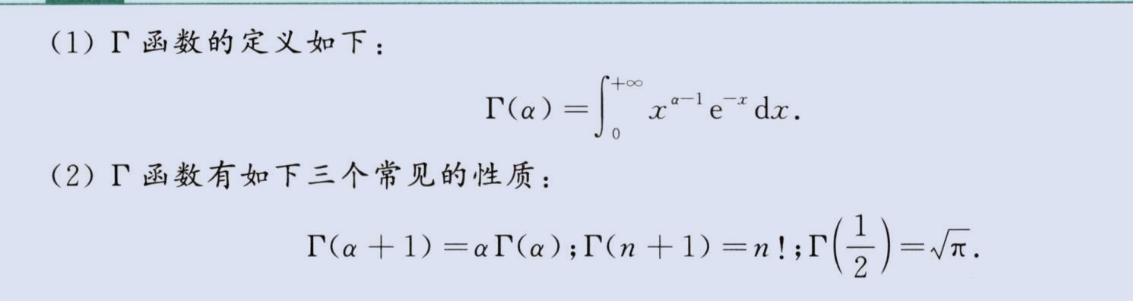 (1) Γ 函数的定义如下：
Γ(α)=∫₀^{+∞} x^{α−1}e^{−x}dx.
(2) Γ 函数有如下三个常见的性质：
Γ(α+1)=αΓ(α);Γ(n+1)=n!;Γ(1/2)=√π.